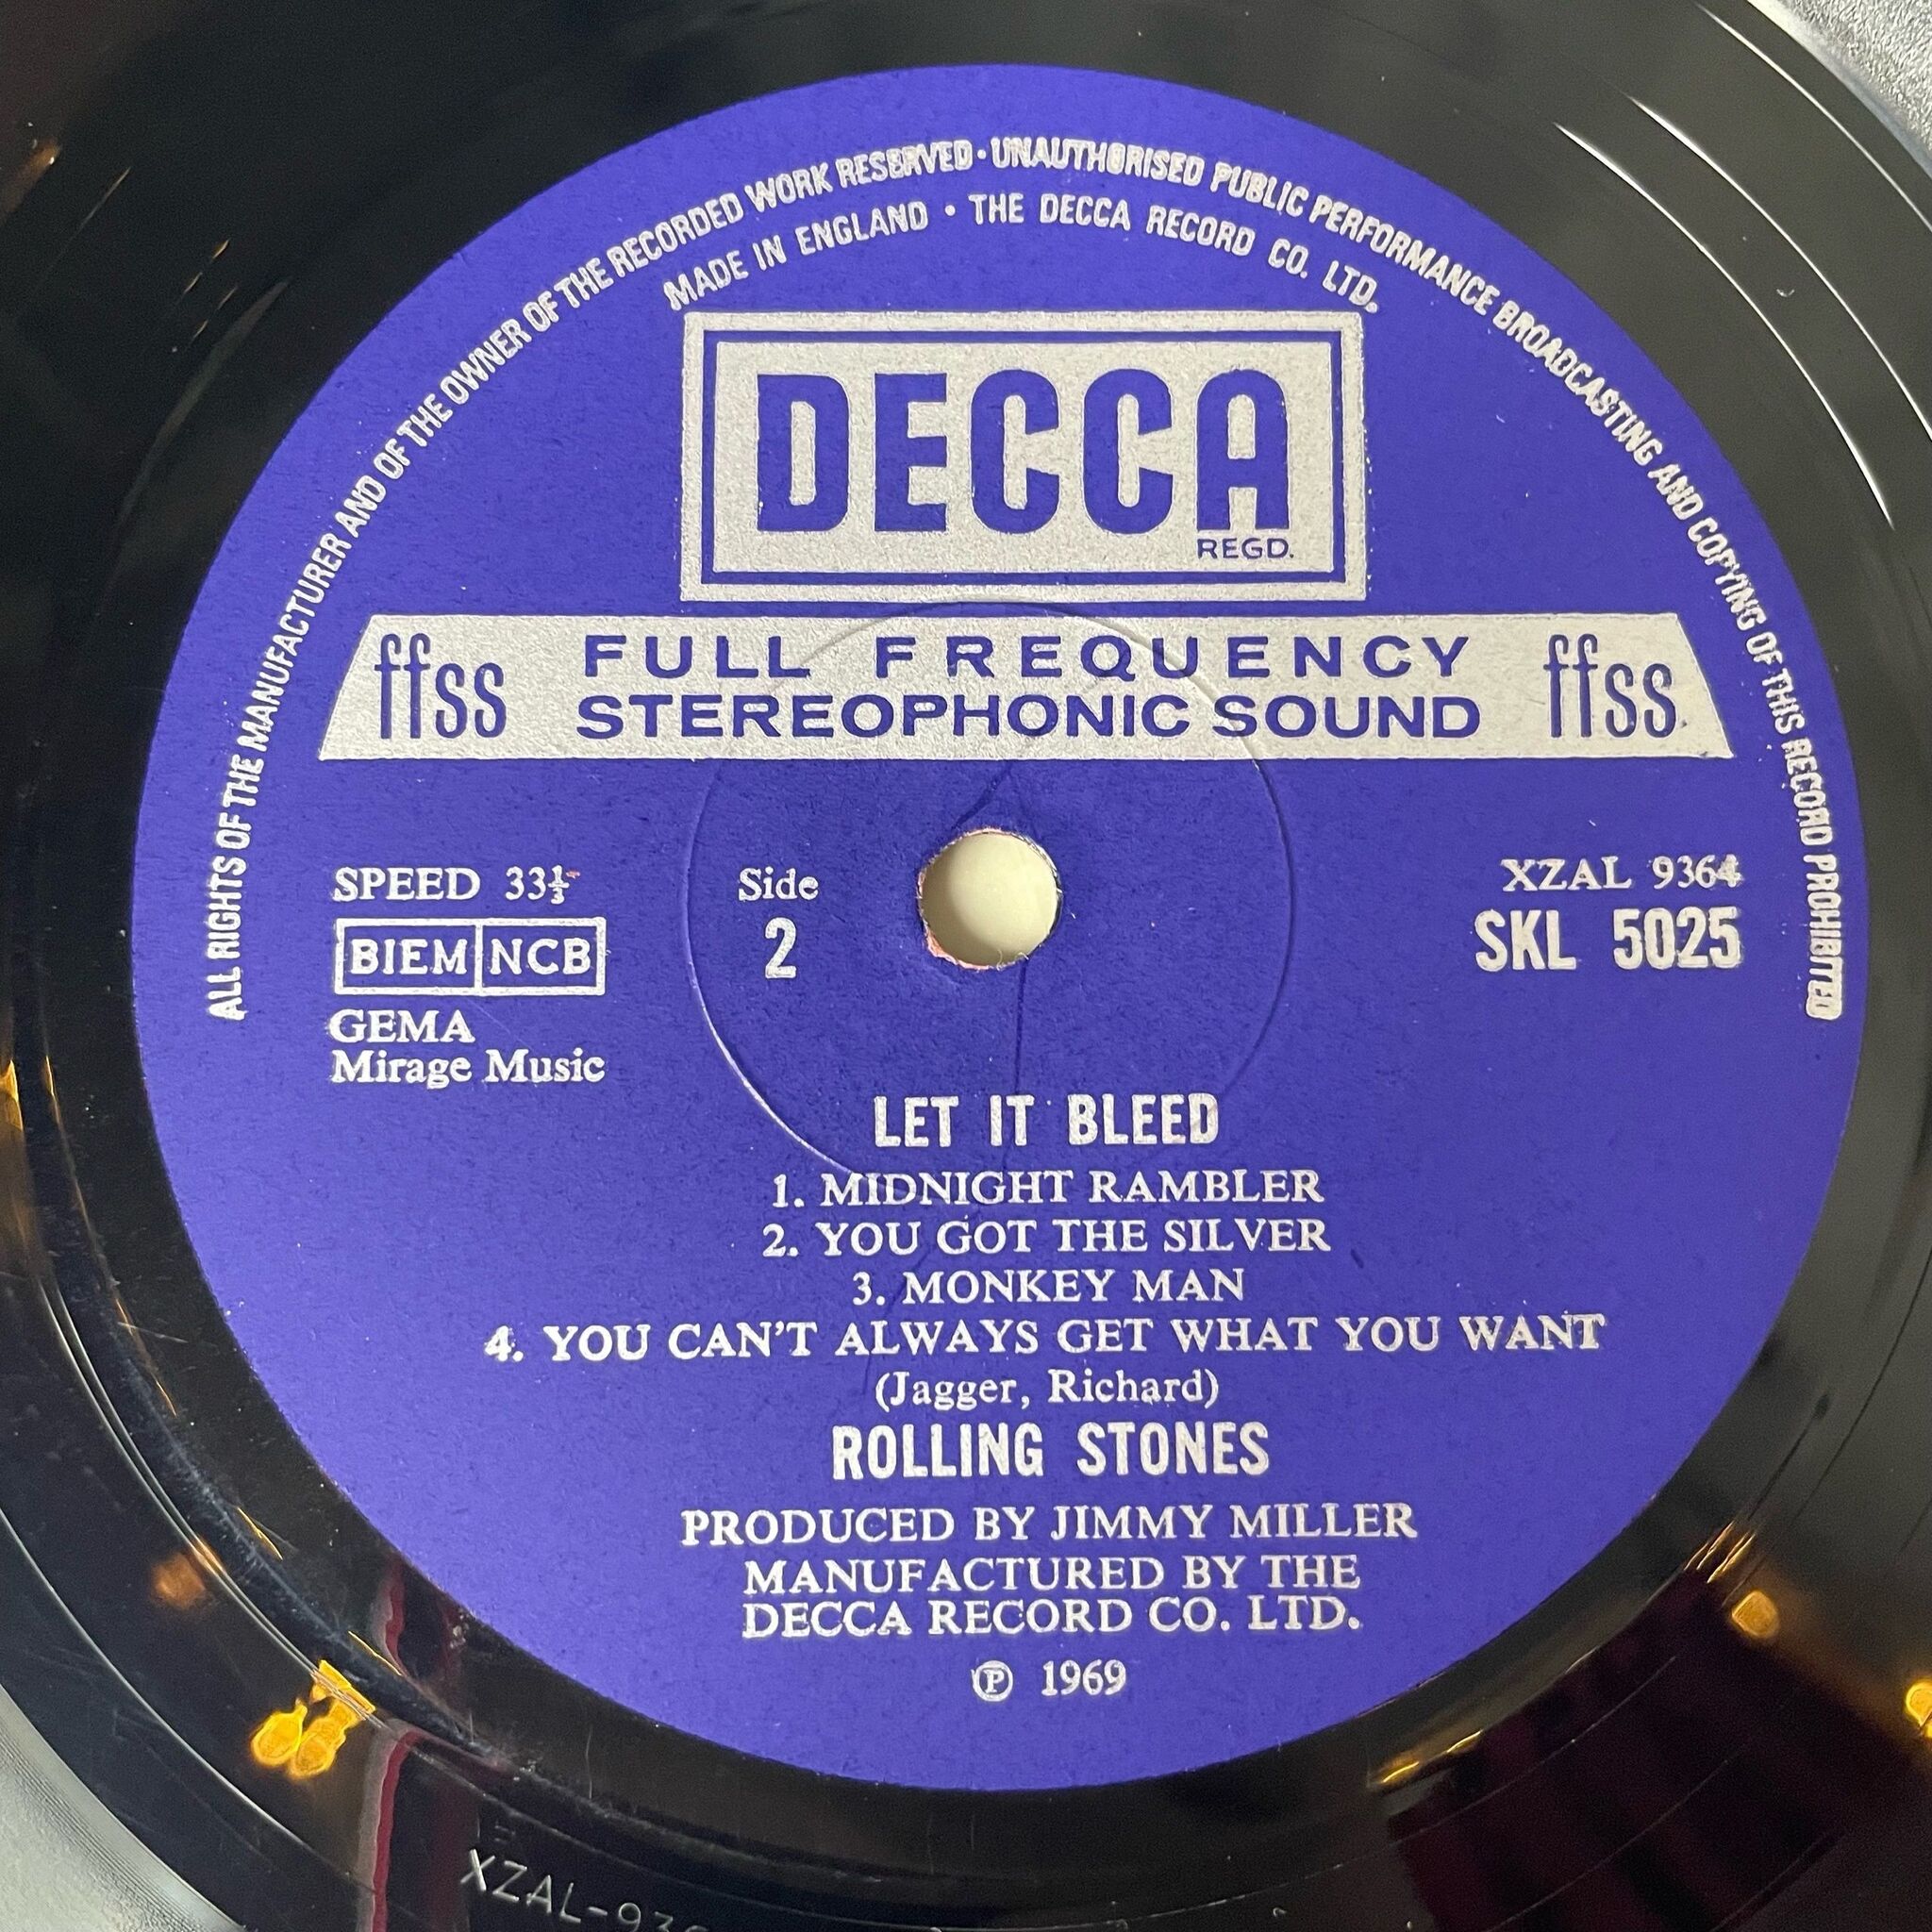 ALL RIGHTS OF THE MANUFACTURER AND OF THE OWNER OF THE RECORDED WORK RESERVED · UNAUTHORISED PUBLIC PERFORMANCE BROADCASTING AND COPYING OF THIS RECORD PROHIBITED
MADE IN ENGLAND • THE DECCA RECORD CO. LTD.
DECCA
REGD.
ffss FULL FREQUENCY STEREOPHONIC SOUND ffss
SPEED 33⅓
Side
2
XZAL 9364
SKL 5025
BIEM NCB
GEMA
Mirage Music
LET IT BLEED
1. MIDNIGHT RAMBLER
2. YOU GOT THE SILVER
3. MONKEY MAN
4. YOU CAN'T ALWAYS GET WHAT YOU WANT
(Jagger, Richard)
ROLLING STONES
PRODUCED BY JIMMY MILLER
MANUFACTURED BY THE
DECCA RECORD CO. LTD.
℗ 1969